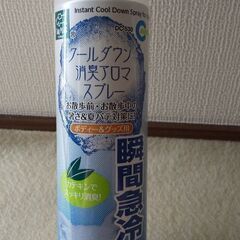 Instant Cool Down Spray
DC-530
クールダウン
消臭アロマ
スプレー
お散歩前・お散歩中の
暑さ&夏バテ対策に
ボディー&グッズ用
瞬間急冷
カテキンで
スッキリ消臭!